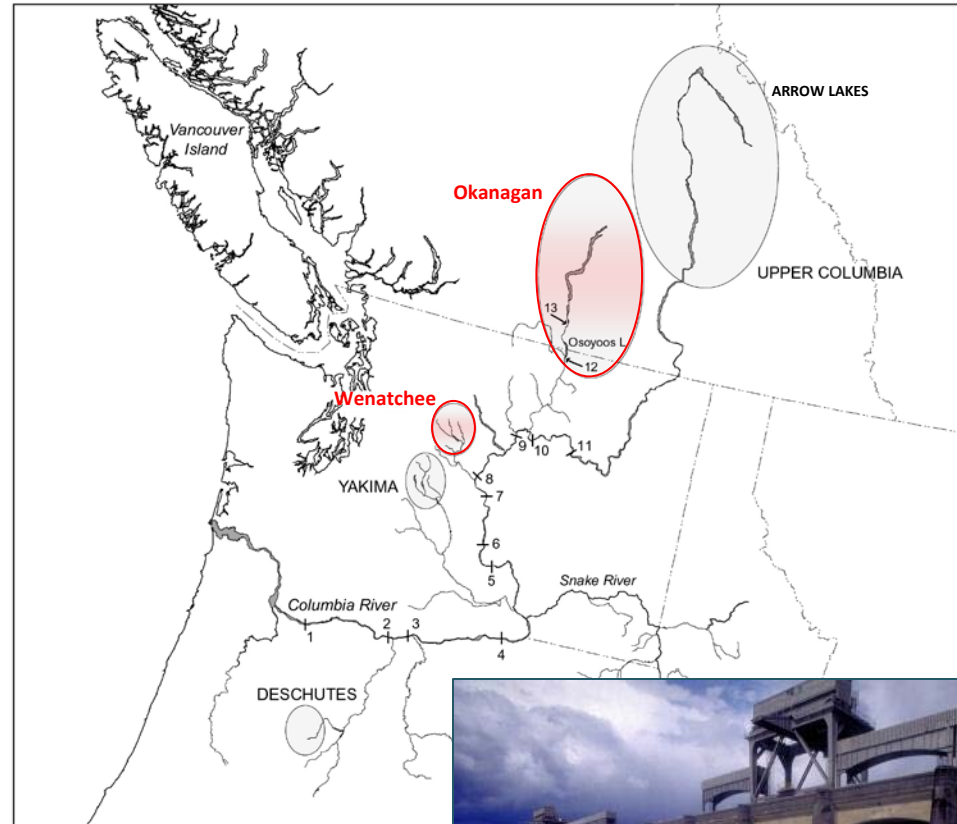 ARROW LAKES
Vancouver
Island
Okanagan
UPPER COLUMBIA
13
Osoyoos L
12
Wenatchee
9
10
11
YAKIMA
8
7
6
5
Snake River
Columbia River
1
2
3
4
DESCHUTES